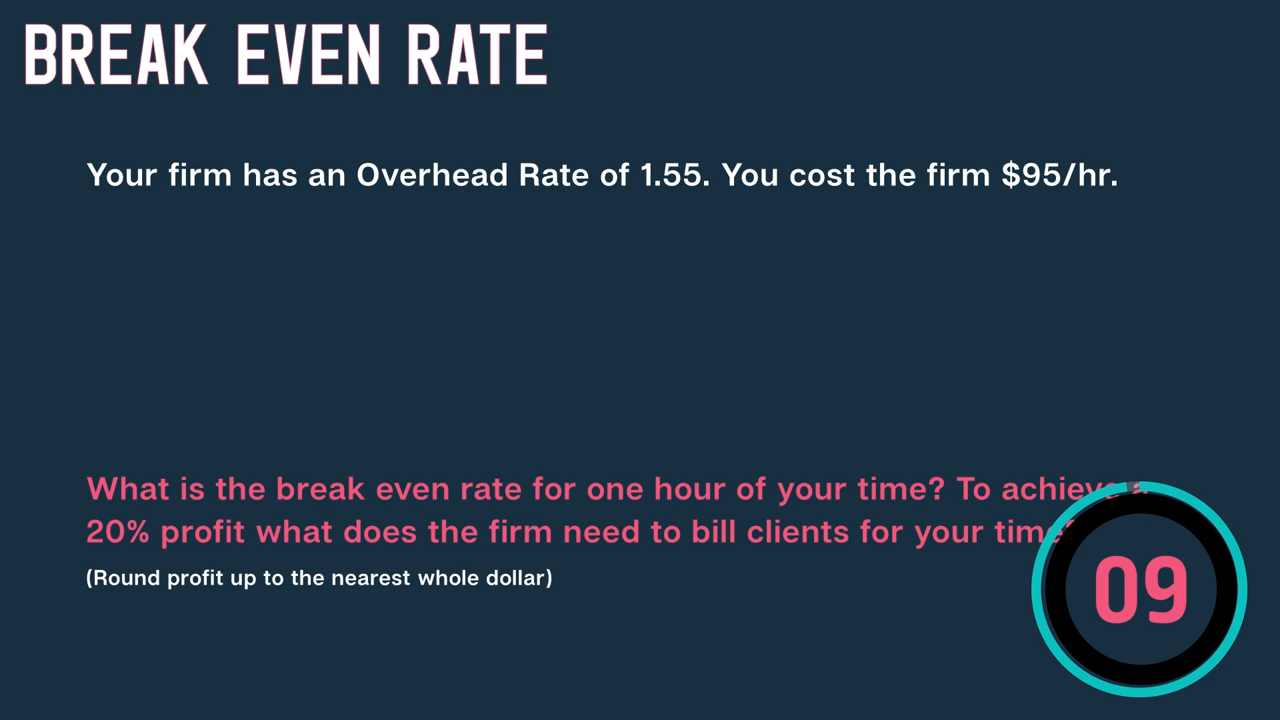 BREAK EVEN RATE
Your firm has an Overhead Rate of 1.55. You cost the firm $95/hr.
What is the break even rate for one hour of your time? To achieve a
20% profit what does the firm need to bill clients for your time?
(Round profit up to the nearest whole dollar)
09